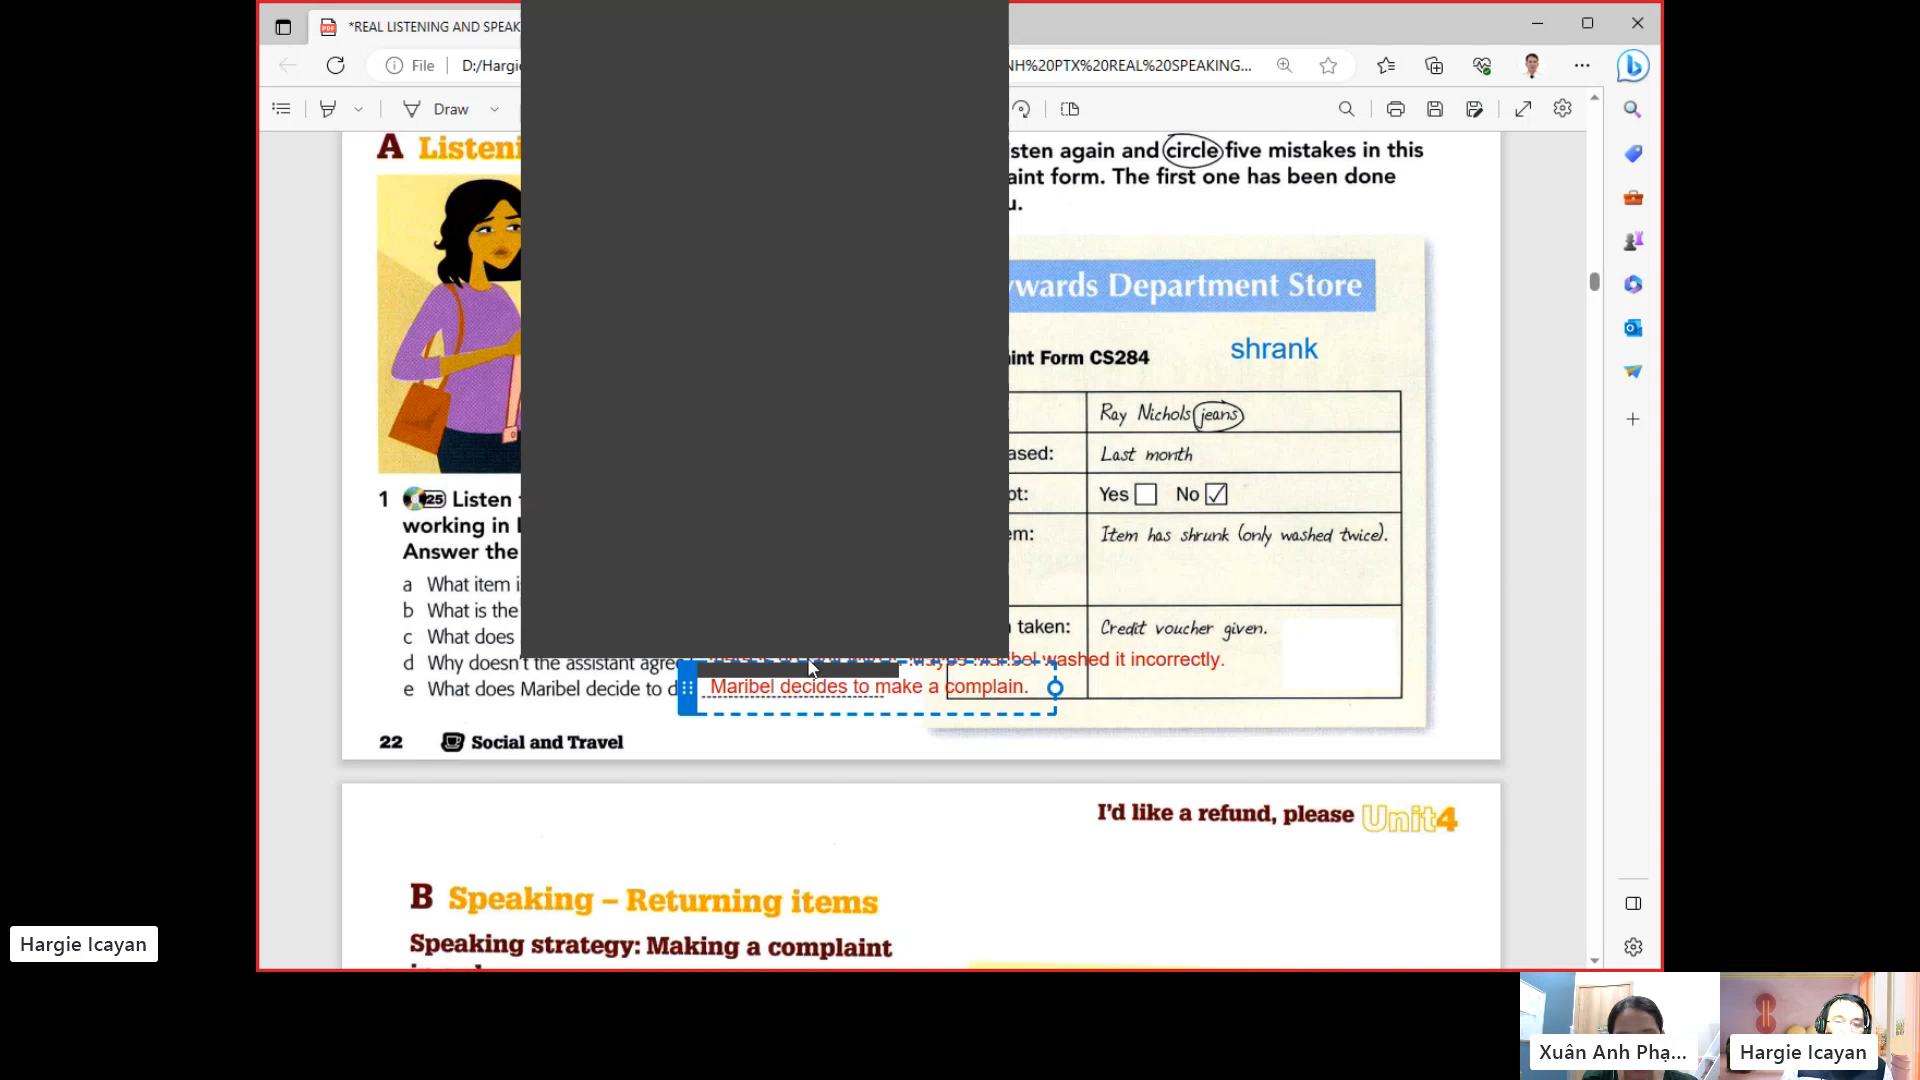 *REAL LISTENING AND SPEAK
File
D:/Hargie
NH%20PTX%20REAL%20SPEAKING...
Draw
A Listeni
sten again and circle five mistakes in this
aint form. The first one has been done
u.
wards Department Store
shrank
int Form CS284
Ray Nichols jeans
ased:
Last month
pt:
Yes
No
em:
Item has shrunk (only washed twice).
taken:
Credit voucher given.
1
25
Listen
working in
Answer the
a What item i
b What is the
c What does
d Why doesn't the assistant agree?
washed it incorrectly.
e What does Maribel decide to d
Maribel decides to make a complain.
22
Social and Travel
I'd like a refund, please Unit4
B Speaking – Returning items
Speaking strategy: Making a complaint
Hargie Icayan
Xuân Anh Phạ...
Hargie Icayan